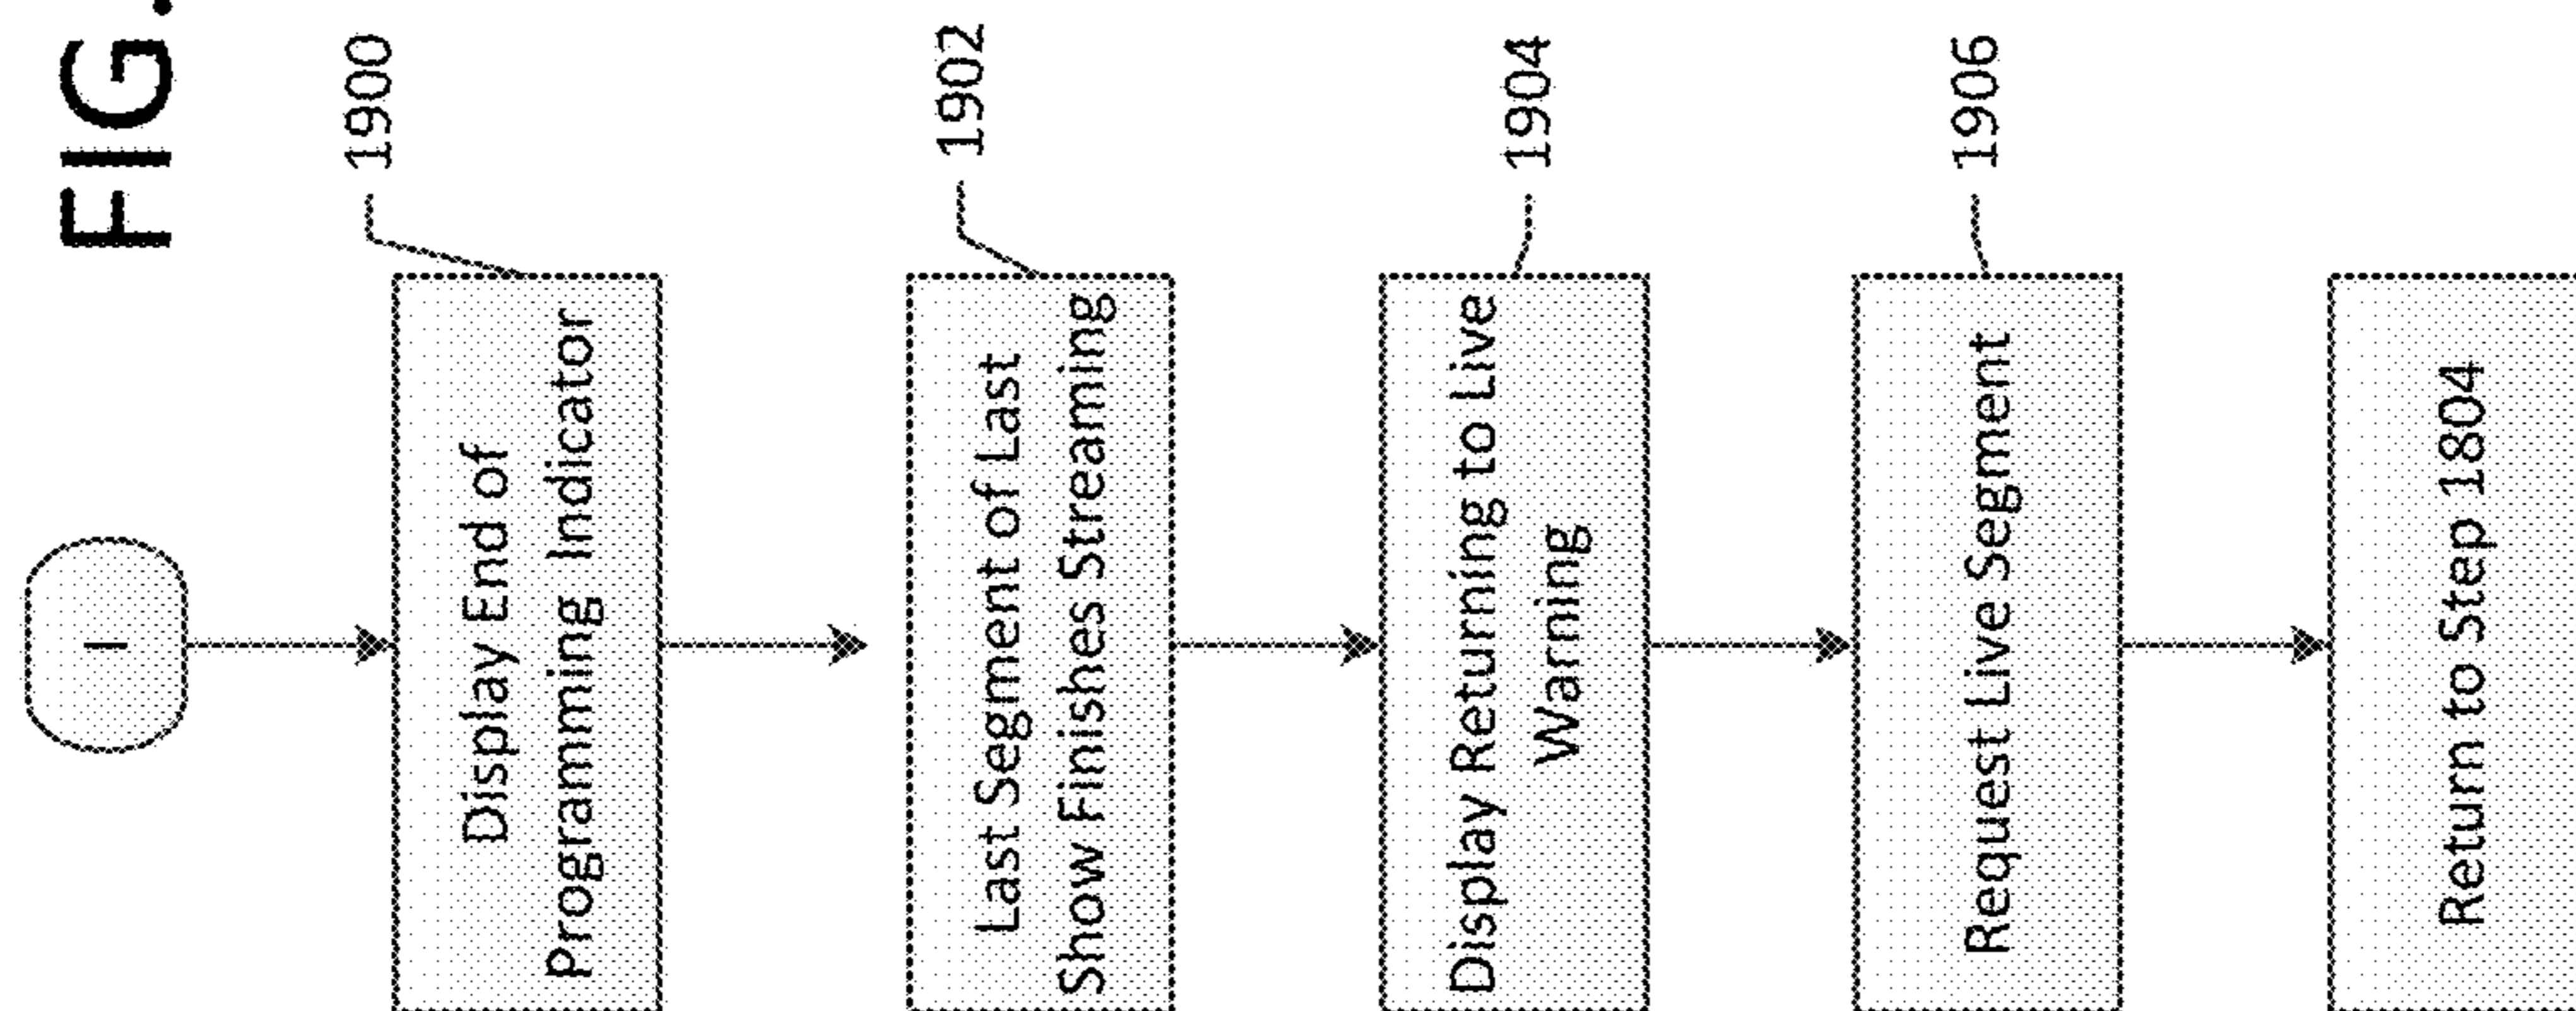 FIG.
I
1900
Display End of
Programming Indicator
1902
Last Segment of Last
Show Finishes Streaming
1904
Display Returning to Live
Warning
1906
Request Live Segment
Return to Step 1804